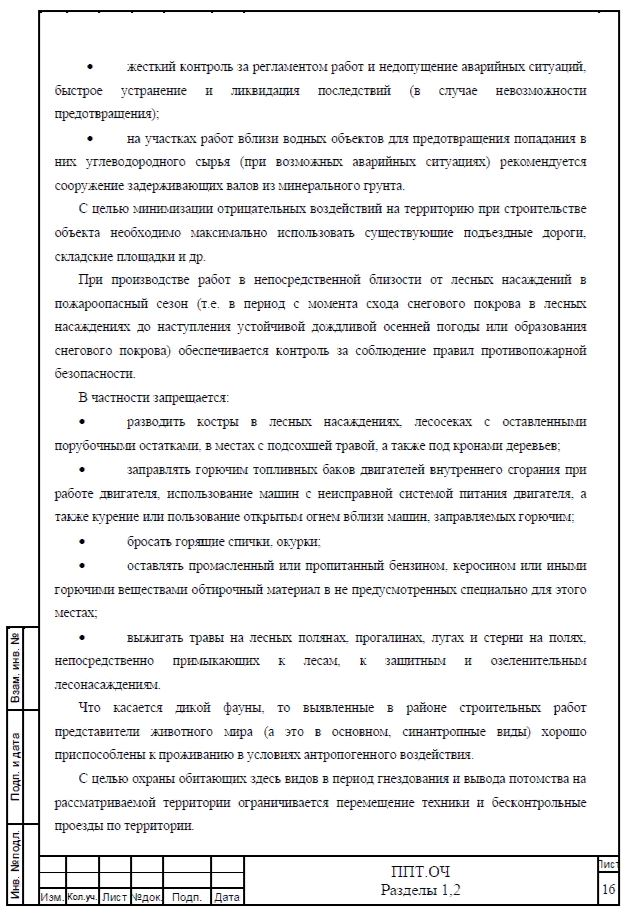 • жесткий контроль за регламентом работ и недопущение аварийных ситуаций,
быстрое устранение и ликвидация последствий (в случае невозможности
предотвращения);
• на участках работ вблизи водных объектов для предотвращения попадания в
них углеводородного сырья (при возможных аварийных ситуациях) рекомендуется
сооружение задерживающих валов из минерального грунта.
С целью минимизации отрицательных воздействий на территорию при строительстве
объекта необходимо максимально использовать существующие подъездные дороги,
складские площадки и др.
При производстве работ в непосредственной близости от лесных насаждений в
пожароопасный сезон (т.е. в период с момента схода снегового покрова в лесных
насаждениях до наступления устойчивой дождливой осенней погоды или образования
снегового покрова) обеспечивается контроль за соблюдение правил противопожарной
безопасности.
В частности запрещается:
• разводить костры в лесных насаждениях, лесосеках с оставленными
порубочными остатками, в местах с подсохшей травой, а также под кронами деревьев;
• заправлять горючим топливных баков двигателей внутреннего сгорания при
работе двигателя, использование машин с неисправной системой питания двигателя, а
также курение или пользование открытым огнем вблизи машин, заправляемых горючим;
• бросать горящие спички, окурки;
• оставлять промасленный или пропитанный бензином, керосином или иными
горючими веществами обтирочный материал в не предусмотренных специально для этого
местах;
• выжигать травы на лесных полянах, прогалинах, лугах и стерни на полях,
непосредственно примыкающих к лесам, к защитным и озеленительным
лесонасаждениям.
Что касается дикой фауны, то выявленные в районе строительных работ
представители животного мира (а это в основном, синантропные виды) хорошо
приспособлены к проживанию в условиях антропогенного воздействия.
С целью охраны обитающих здесь видов в период гнездования и вывода потомства на
рассматриваемой территории ограничивается перемещение техники и бесконтрольные
проезды по территории.
Взам. инв. №
Подп. и дата
Инв. №подл.
Изм. Кол.уч. Лист №док. Подп. Дата
ППТ.ОЧ
Разделы 1,2
Лист
16